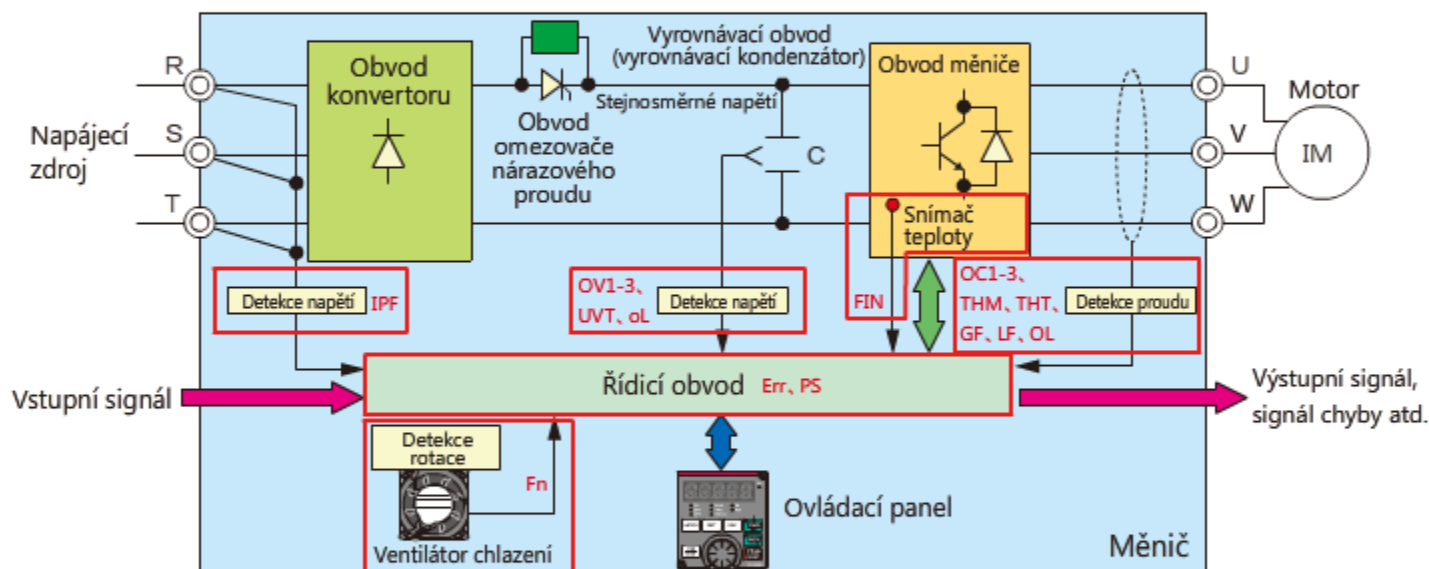 Vyrovnávací obvod
(vyrovnávací kondenzátor)
R
Obvod
konvertoru
Obvod měniče
U
Motor
Stejnosměrné napětí
Napájecí
zdroj
S
Obvod
omezovače
nárazového
proudu
C
V
IM
T
W
Snímač
teploty
Detekce napětí
IPF
OV1-3、
UVT、oL
Detekce napětí
FIN
OC1-3、
THM、THT、
GF、LF、OL
Detekce proudu
Vstupní signál
Řídicí obvod
Err、PS
Výstupní signál,
signál chyby atd.
Detekce
rotace
Fn
Ventilátor chlazení
Ovládací panel
Měnič